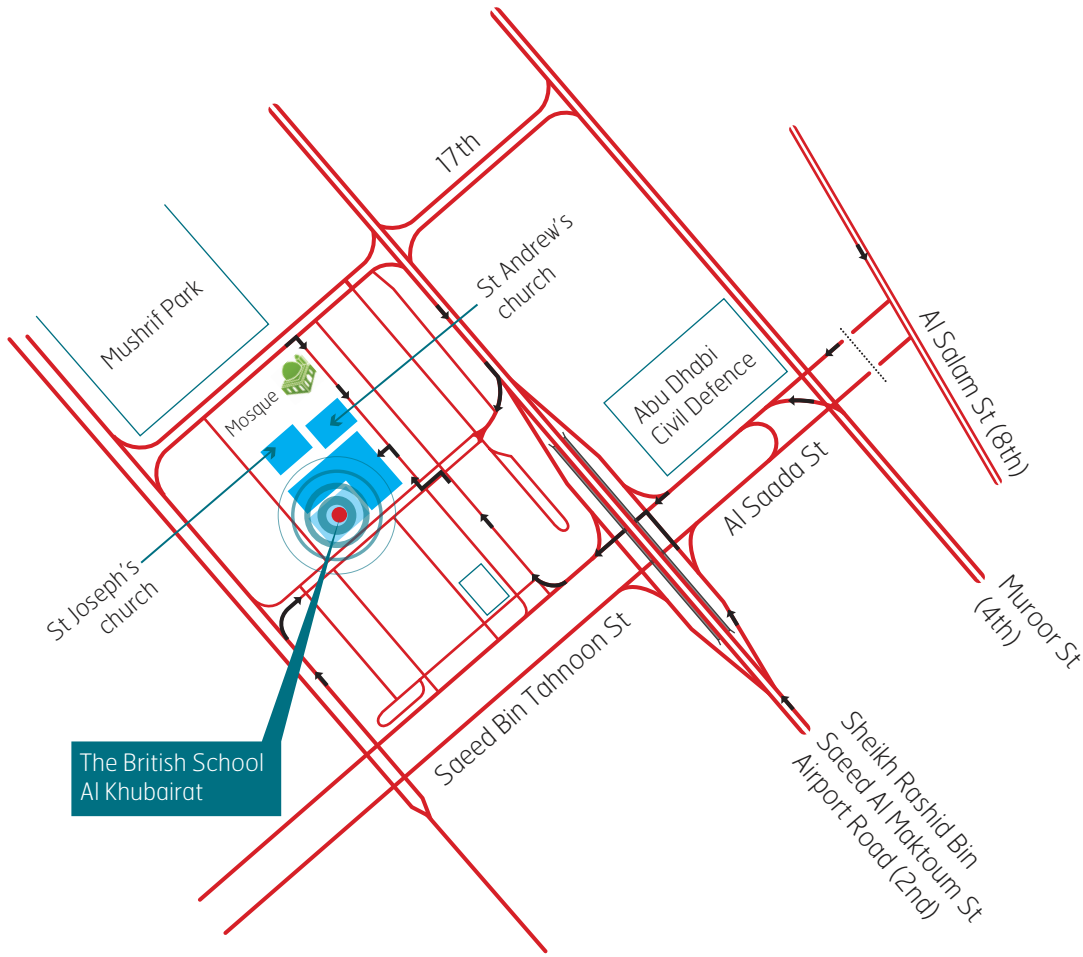 17th
St Andrew's
church
Mushrif Park
Mosque
Abu Dhabi
Civil Defence
Al Salam St (8th)
Al Saada St
St Joseph's
church
Muroor St
(4th)
Saeed Bin Tahnoon St
The British School
Al Khubairat
Sheikh Rashid Bin
Saeed Al Maktoum St
Airport Road (2nd)